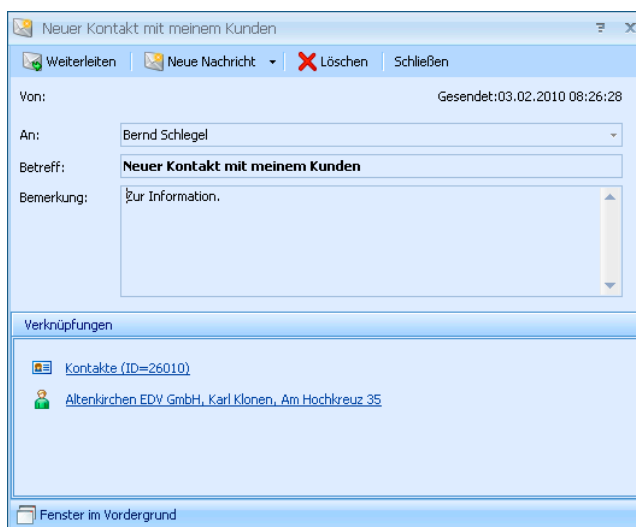 Neuer Kontakt mit meinem Kunden
Weiterleiten Neue Nachricht Löschen Schließen
Von: Gesendet:03.02.2010 08:26:28
An: Bernd Schlegel
Betreff: Neuer Kontakt mit meinem Kunden
Bemerkung: Zur Information.
Verknüpfungen
Kontakte (ID=26010)
Altenkirchen EDV GmbH, Karl Klonen, Am Hochkreuz 35
Fenster im Vordergrund